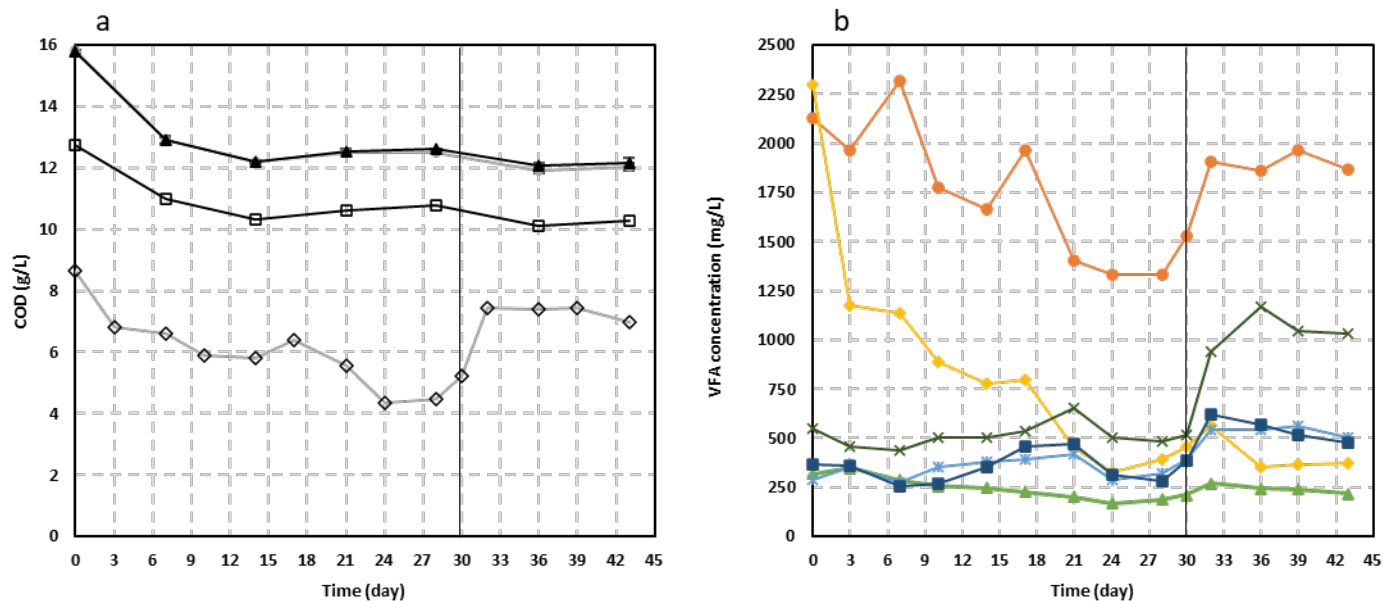 a
16
14
12
10
8
6
4
2
0
COD (g/L)
0 3 6 9 12 15 18 21 24 27 30 33 36 39 42 45
Time (day)
b
2500
2250
2000
1750
1500
1250
1000
750
500
250
0
VFA concentration (mg/L)
0 3 6 9 12 15 18 21 24 27 30 33 36 39 42 45
Time (day)